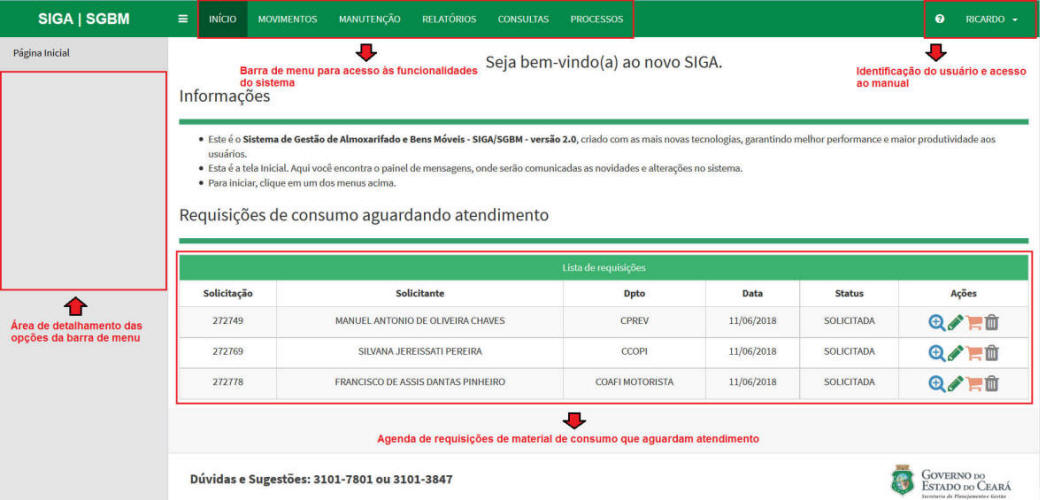 SIGA | SGBM
INÍCIO MOVIMENTOS MANUTENÇÃO RELATÓRIOS CONSULTAS PROCESSOS
RICARDO
Página Inicial
Barra de menu para acesso às funcionalidades
do sistema
Seja bem-vindo(a) ao novo SIGA.
Identificação do usuário e acesso
ao manual
Informações
Este é o Sistema de Gestão de Almoxarifado e Bens Móveis - SIGA/SGBM - versão 2.0, criado com as mais novas tecnologias, garantindo melhor performance e maior produtividade aos
usuários.
Esta é a tela Inicial. Aqui você encontra o painel de mensagens, onde serão comunicadas as novidades e alterações no sistema.
Para iniciar, clique em um dos menus acima.
Requisições de consumo aguardando atendimento
Lista de requisições
Solicitação Solicitante Dpto Data Status Ações
272749 MANUEL ANTONIO DE OLIVEIRA CHAVES CPREV 11/06/2018 SOLICITADA
272769 SILVANA JEREISSATI PEREIRA CCOPI 11/06/2018 SOLICITADA
272778 FRANCISCO DE ASSIS DANTAS PINHEIRO COAFI MOTORISTA 11/06/2018 SOLICITADA
Área de detalhamento das
opções da barra de menu
Agenda de requisições de material de consumo que aguardam atendimento
Dúvidas e Sugestões: 3101-7801 ou 3101-3847
GOVERNO DO
ESTADO DO CEARÁ
Secretaria do Planejamento e Gestão